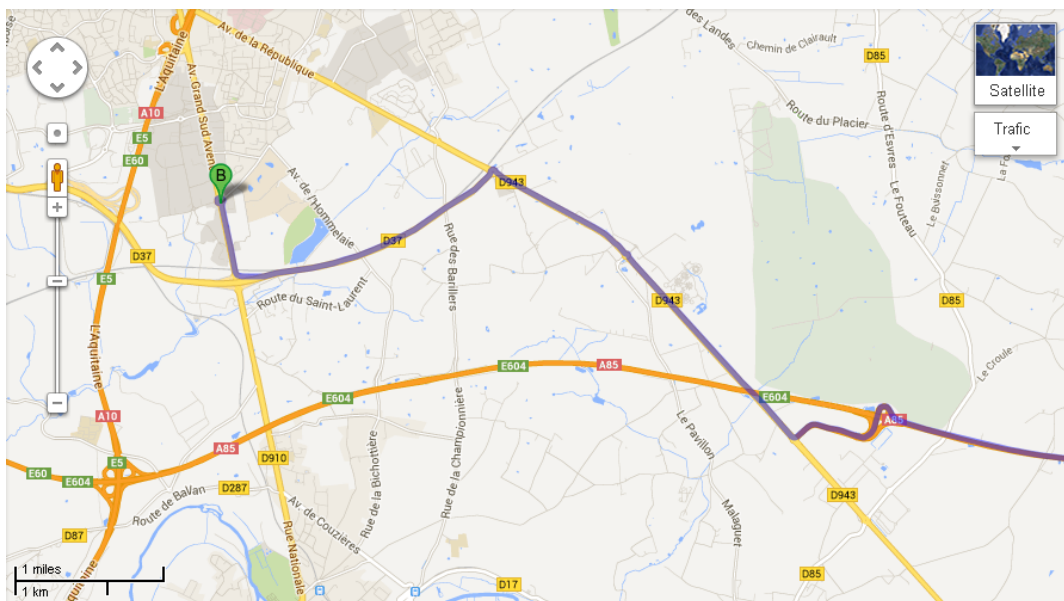 L'Aquitaine
Av. de la République
des Landes
Chemin de Clairault
D85
Satellite
Route du Placier
Trafic
A10
E5
E60
Av. Grand Sud Avenue
B
D943
Route d'Esvres
Le Fouteau
Le Buissonnet
Av. de l'Hommelaie
D37
D37
Rue des Barillers
Route du Saint-Laurent
E5
D943
D85
L'Aquitaine
E604
A85
Le Croule
E604
E604
A85
A10
A85
D910
Le Pavillon
E60
E604
E5
Rue de la Bichottière
Rue de la Championnière
D287
D943
Route de BaVan
Av. de Couzières
Malaguet
D87
Rue Nationale
1 miles
D17
D85
1 km
Aquitaine